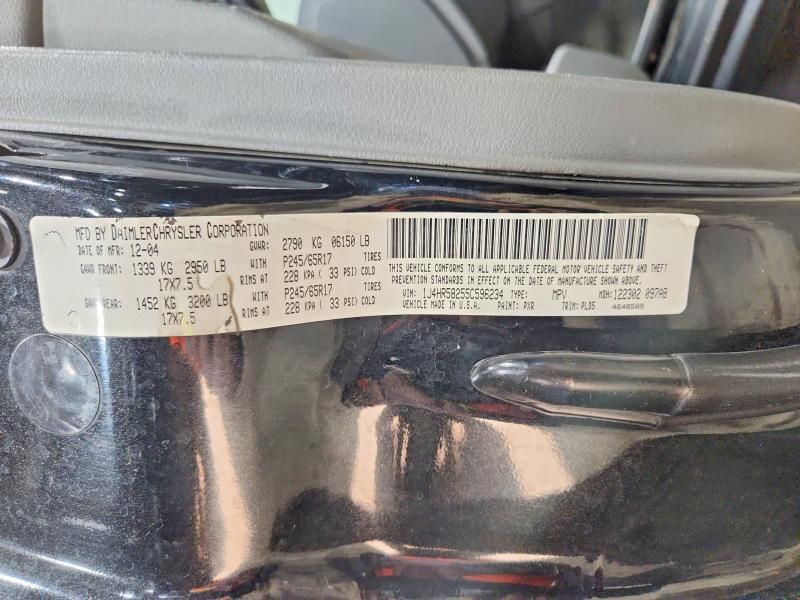 MFD BY DAIMLERCHRYSLER CORPORATION
DATE OF MFR: 12-04 GVWR: 2790 KG 06150 LB
GAWR FRONT: 1339 KG 2950 LB WITH P245/65R17 TIRES
17X7.5 RIMS AT 228 KPA ( 33 PSI) COLD
GAWR REAR: 1452 KG 3200 LB WITH P245/65R17 TIRES
17X7.5 RIMS AT 228 KPA ( 33 PSI) COLD
THIS VEHICLE CONFORMS TO ALL APPLICABLE FEDERAL MOTOR VEHICLE SAFETY AND THEFT
PREVENTION STANDARDS IN EFFECT ON THE DATE OF MANUFACTURE SHOWN ABOVE.
VIN: 1J4HR58255C596234 TYPE: MPV MDH:122302 097AB
VEHICLE MADE IN U.S.A. PAINT: PXR TRIM: PLD5 4648509